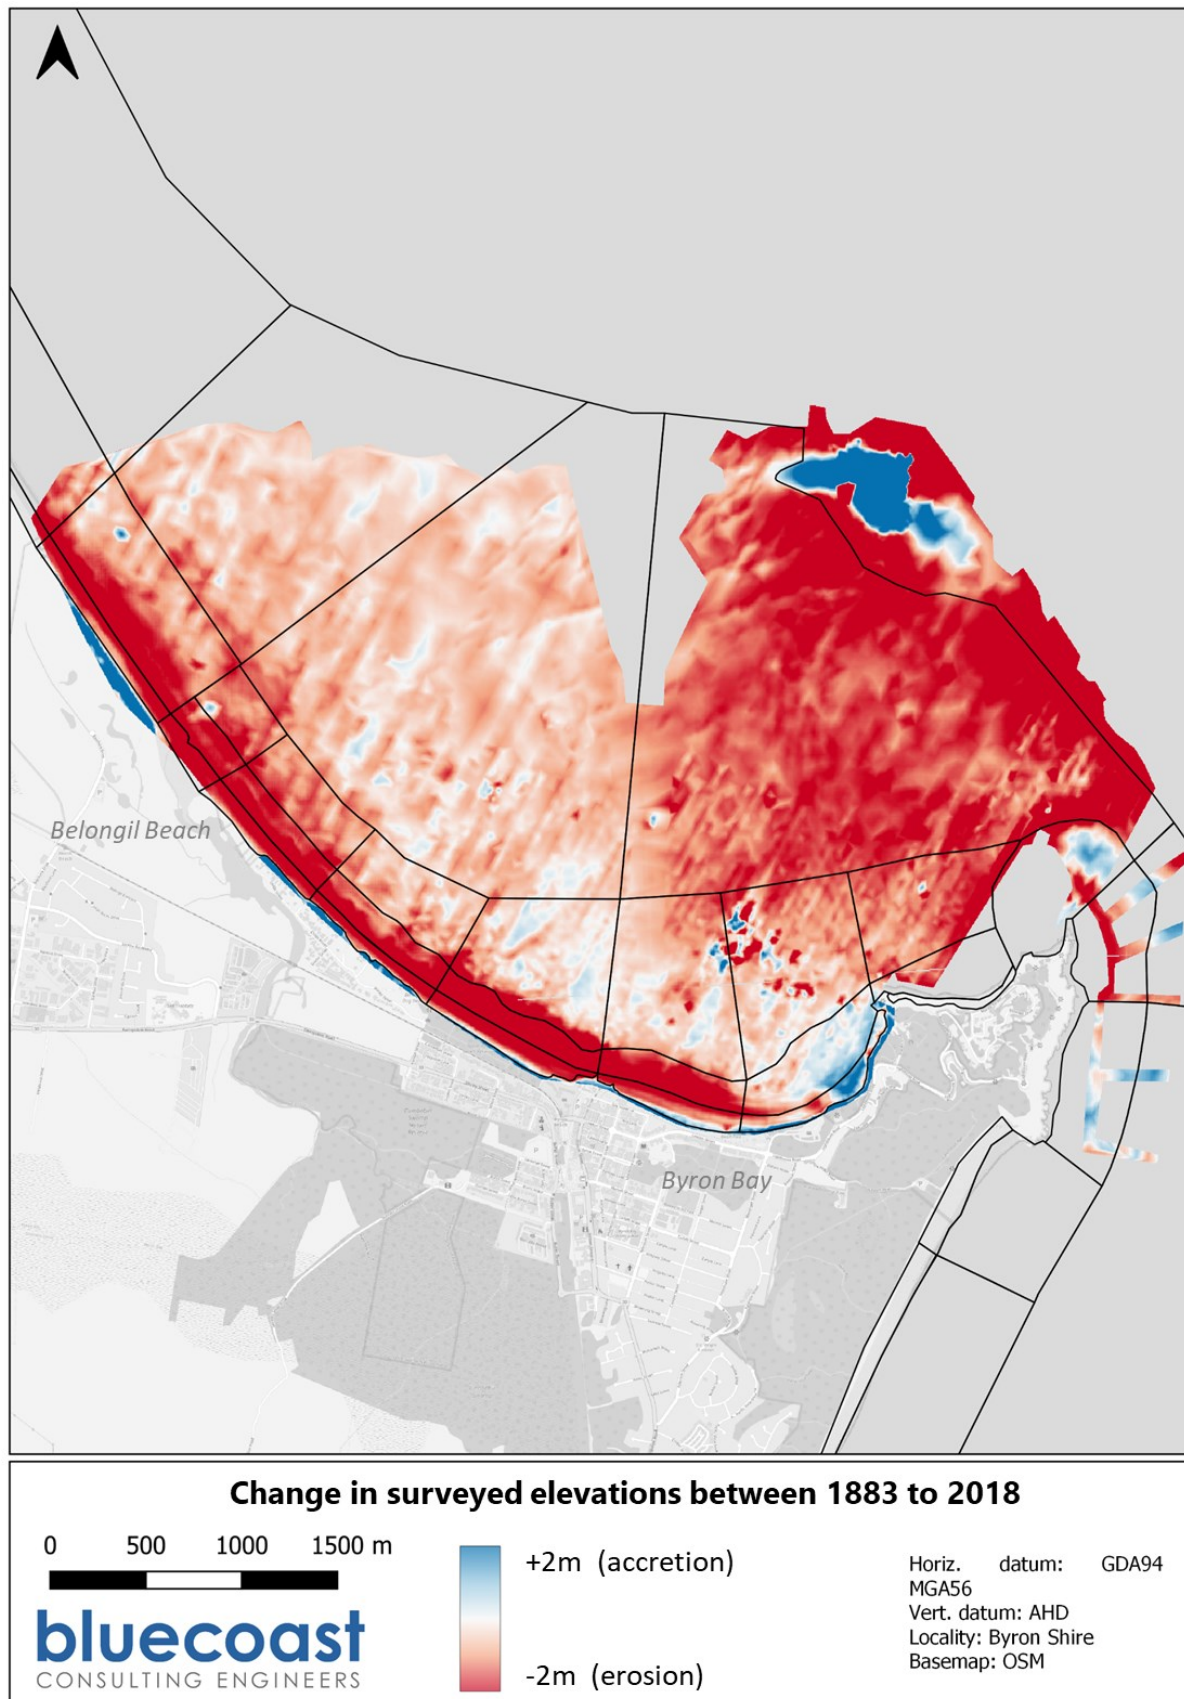 Belongil Beach
Byron Bay
Change in surveyed elevations between 1883 to 2018
0 500 1000 1500 m
+2m (accretion)
-2m (erosion)
bluecoast
CONSULTING ENGINEERS
Horiz. datum: GDA94
MGA56
Vert. datum: AHD
Locality: Byron Shire
Basemap: OSM